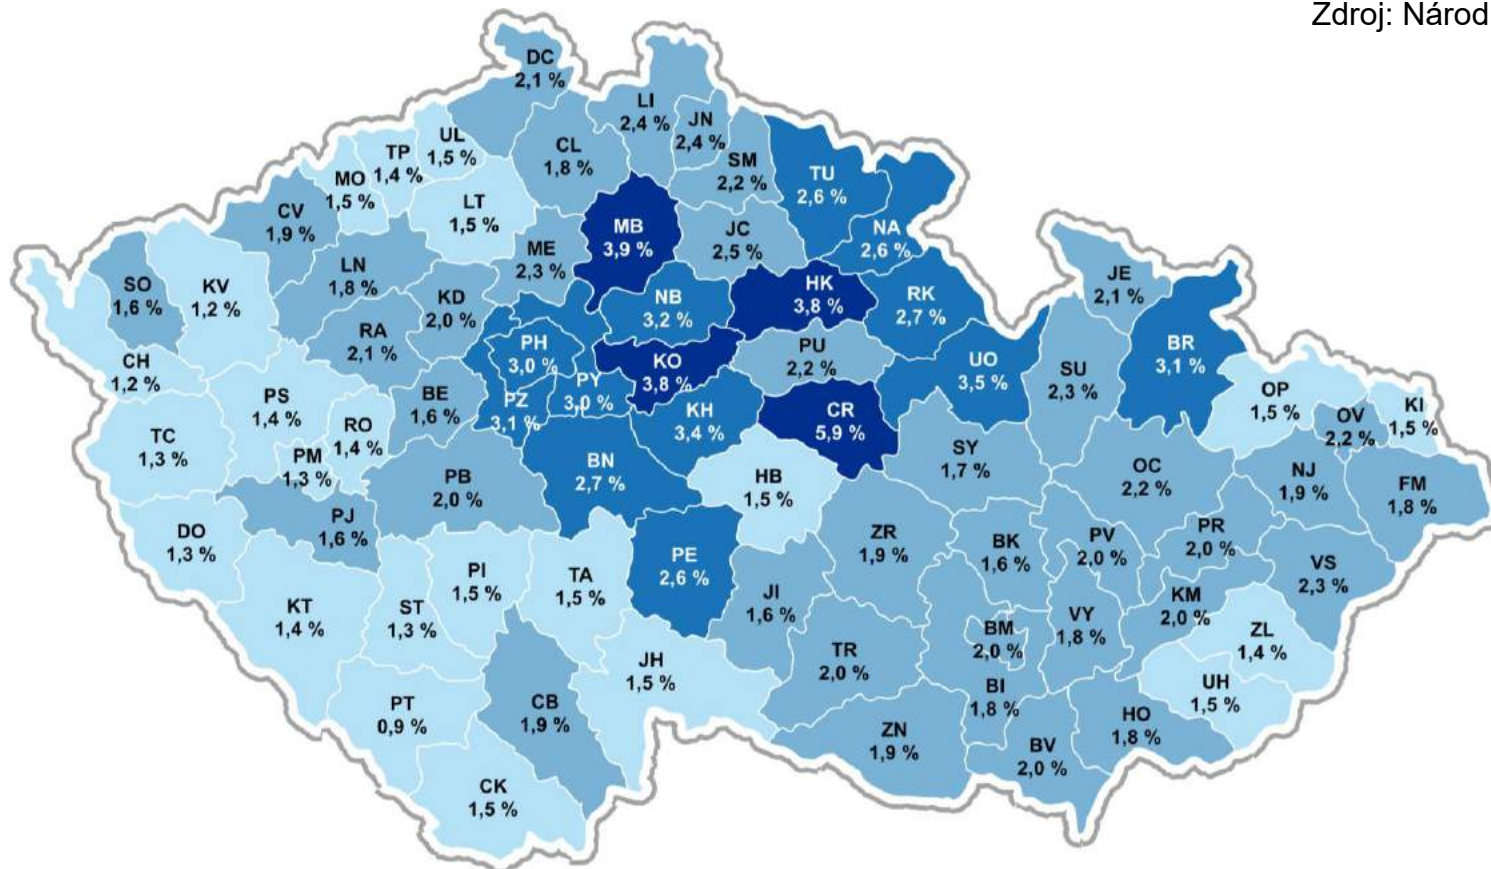 Zdroj: Národ
DC
2,1 %
LI
2,4 %
JN
2,4 %
UL
1,5 %
TP
1,4 %
MO
1,5 %
CL
1,8 %
SM
2,2 %
TU
2,6 %
LT
1,5 %
CV
1,9 %
MB
3,9 %
JC
2,5 %
NA
2,6 %
ME
2,3 %
LN
1,8 %
SO
1,6 %
KV
1,2 %
KD
2,0 %
NB
3,2 %
HK
3,8 %
RK
2,7 %
JE
2,1 %
RA
2,1 %
PH
3,0 %
KO
3,8 %
PU
2,2 %
UO
3,5 %
SU
2,3 %
BR
3,1 %
CH
1,2 %
PS
1,4 %
BE
1,6 %
PZ
3,1 %
PY
3,0 %
KH
3,4 %
CR
5,9 %
OP
1,5 %
OV
2,2 %
KI
1,5 %
TC
1,3 %
RO
1,4 %
PM
1,3 %
PB
2,0 %
BN
2,7 %
HB
1,5 %
SY
1,7 %
OC
2,2 %
NJ
1,9 %
FM
1,8 %
DO
1,3 %
PJ
1,6 %
ZR
1,9 %
BK
1,6 %
PV
2,0 %
PR
2,0 %
VS
2,3 %
PE
2,6 %
PI
1,5 %
TA
1,5 %
JI
1,6 %
KT
1,4 %
ST
1,3 %
KM
2,0 %
VY
1,8 %
BM
2,0 %
ZL
1,4 %
TR
2,0 %
JH
1,5 %
BI
1,8 %
UH
1,5 %
PT
0,9 %
CB
1,9 %
ZN
1,9 %
HO
1,8 %
BV
2,0 %
CK
1,5 %